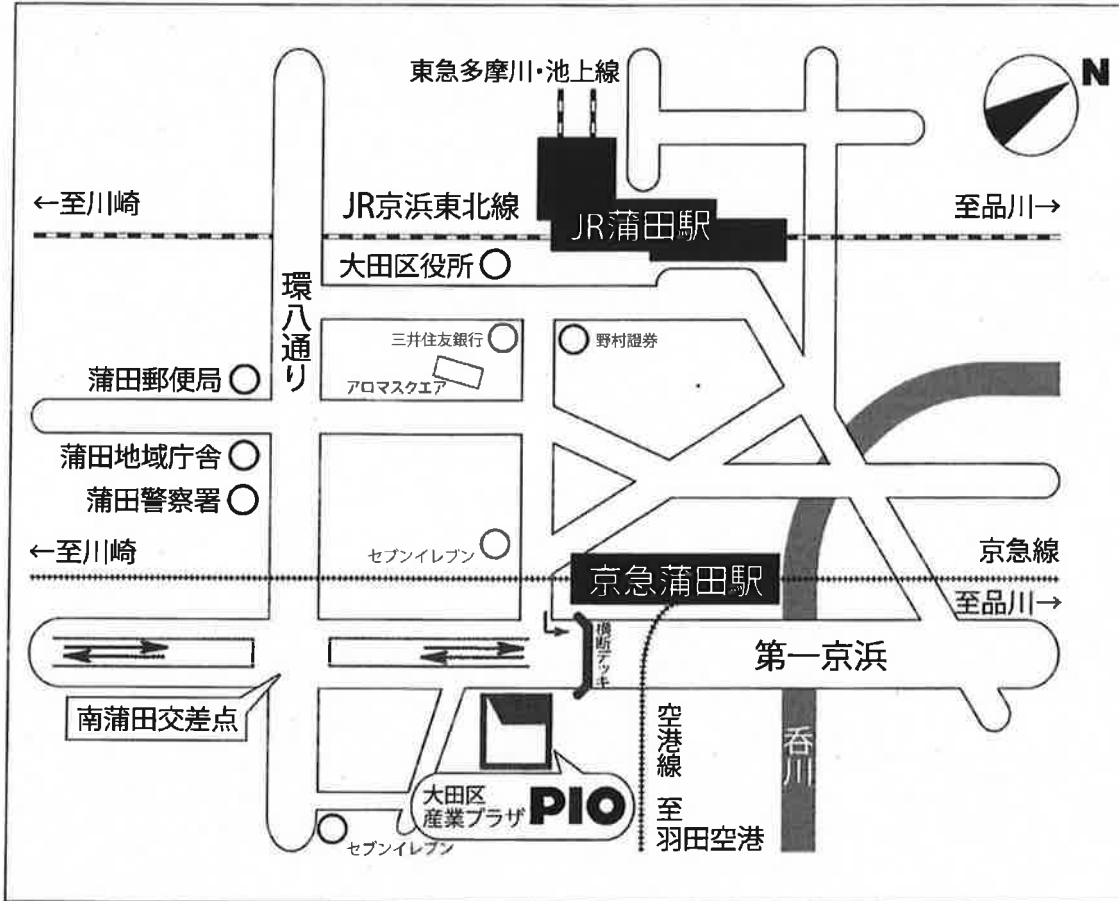 東急多摩川・池上線
N
←至川崎
JR京浜東北線
JR蒲田駅
至品川→
大田区役所
環八通り
三井住友銀行
野村證券
蒲田郵便局
アロマスクエア
蒲田地域庁舎
蒲田警察署
セブンイレブン
←至川崎
京急蒲田駅
京急線
至品川→
横断デッキ
第一京浜
南蒲田交差点
空港線 至
羽田空港
呑川
大田区
産業プラザ PIO
セブンイレブン